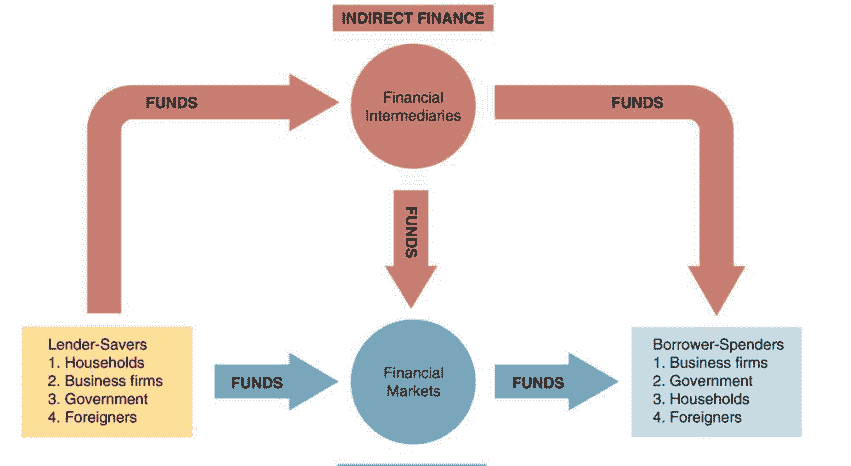 INDIRECT FINANCE
FUNDS
Financial
Intermediaries
FUNDS
FUNDS
Lender-Savers
1. Households
2. Business firms
3. Government
4. Foreigners
FUNDS
Financial
Markets
FUNDS
Borrower-Spenders
1. Business firms
2. Government
3. Households
4. Foreigners